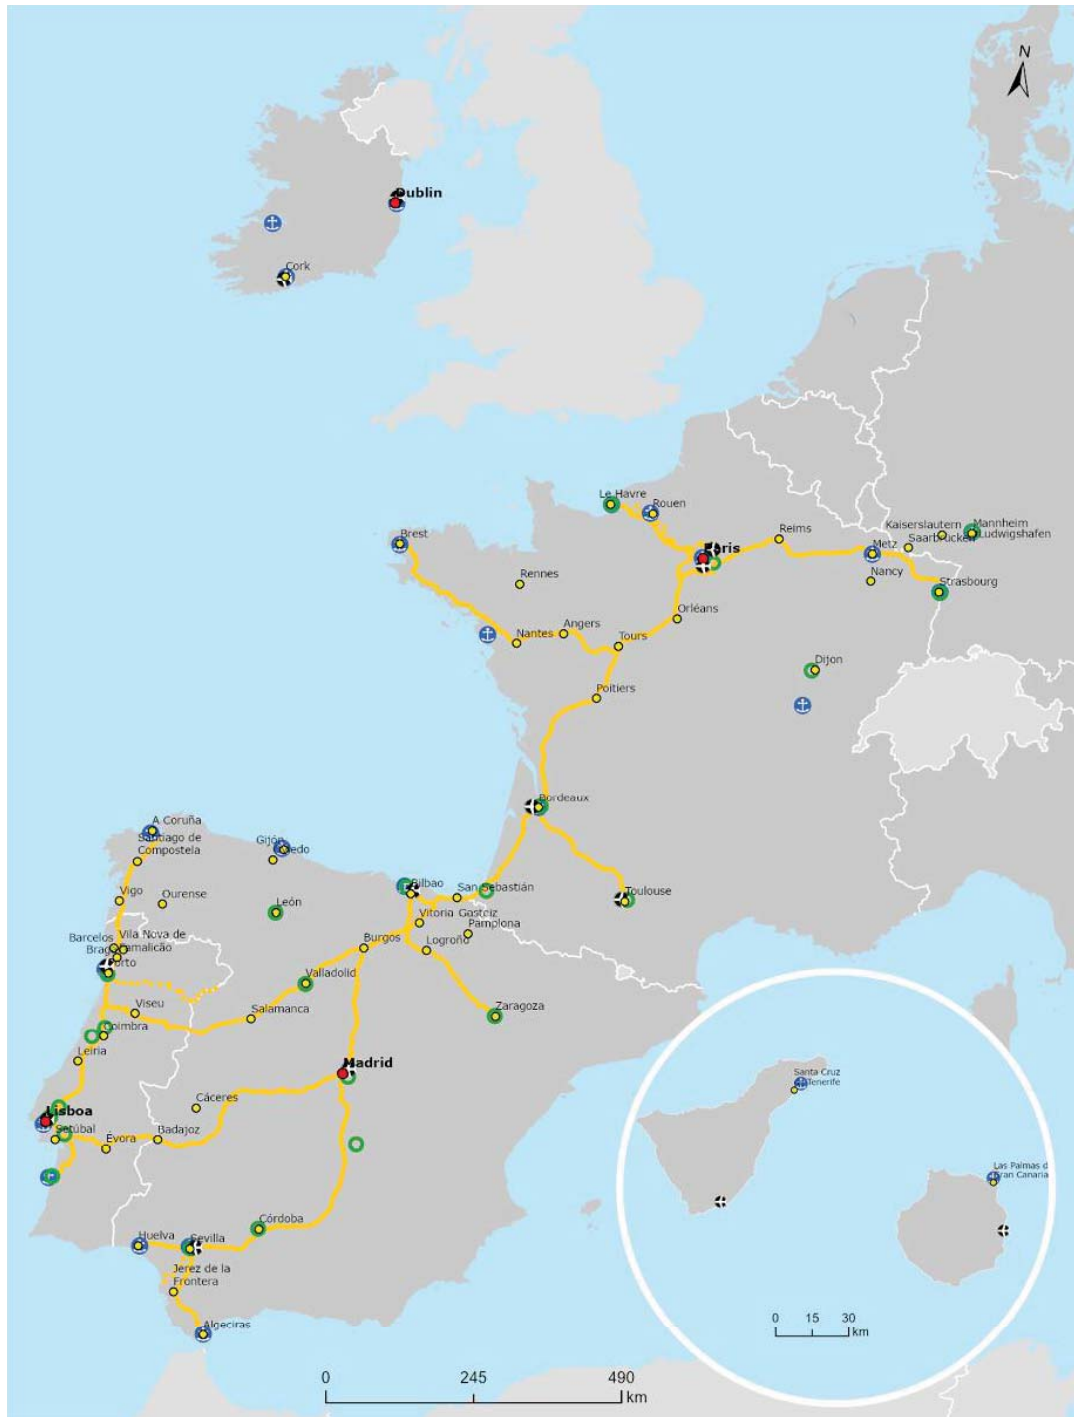 N
Dublin
Cork
Le Havre
Rouen
Brest
Paris
Reims
Kaiserslautern
Mannheim
Ludwigshafen
Metz
Saarbrücken
Rennes
Nancy
Strasbourg
Orléans
Nantes
Angers
Tours
Dijon
Poitiers
Bordeaux
A Coruña
Santiago de
Compostela
Gijón
Bilbao
San Sebastián
Toulouse
Vigo
Ourense
León
Vitoria Gasteiz
Pamplona
Barcelos
Vila Nova de
Famalicão
Burgos
Logroño
Valladolid
Viseu
Salamanca
Zaragoza
Coimbra
Leiria
Madrid
Santa Cruz
Tenerife
Lisboa
Cáceres
Setúbal
Évora
Badajoz
Las Palmas d
Gran Canaria
Córdoba
Huelva
Sevilla
Jerez de la
Frontera
Algeciras
0 15 30
km
0 245 490
km